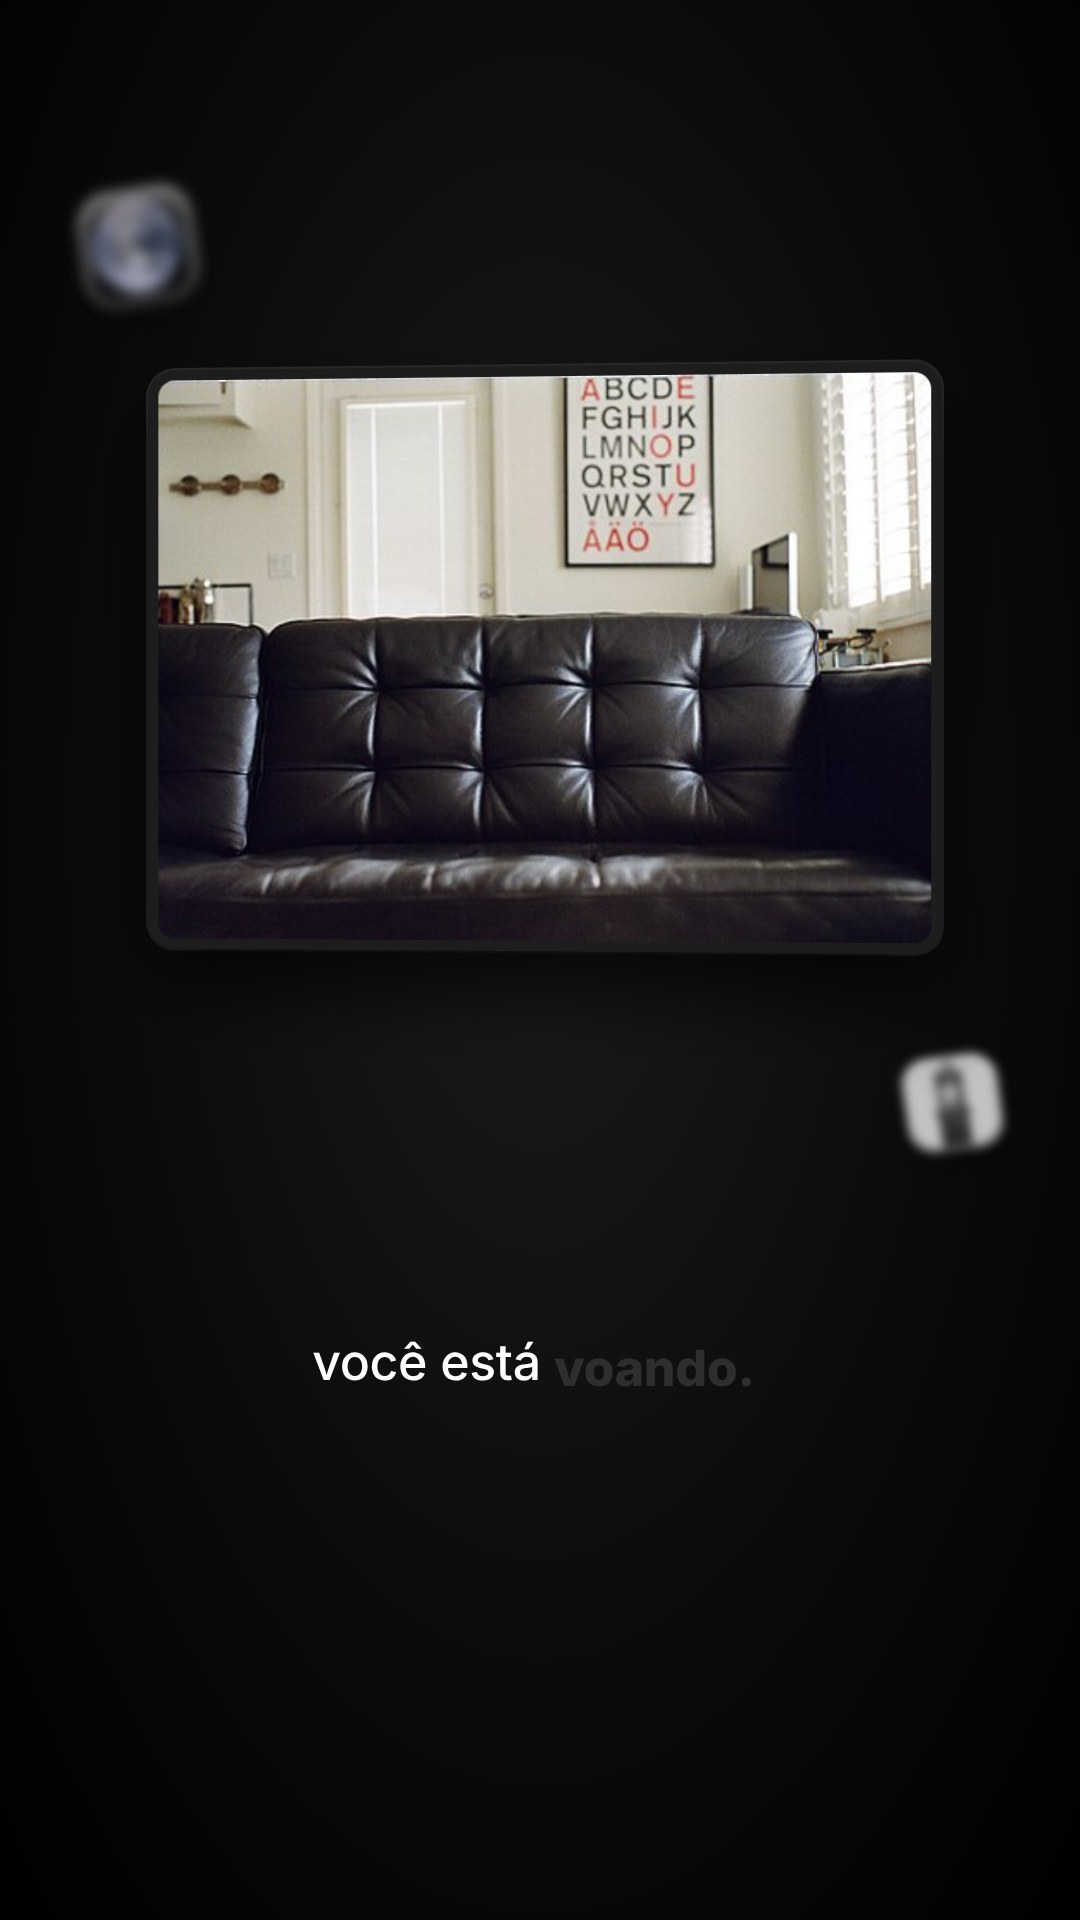 ABCDE
FGHIJK
LMNOP
QRSTU
VWXYZ
ÅÄÖ
você está voando.